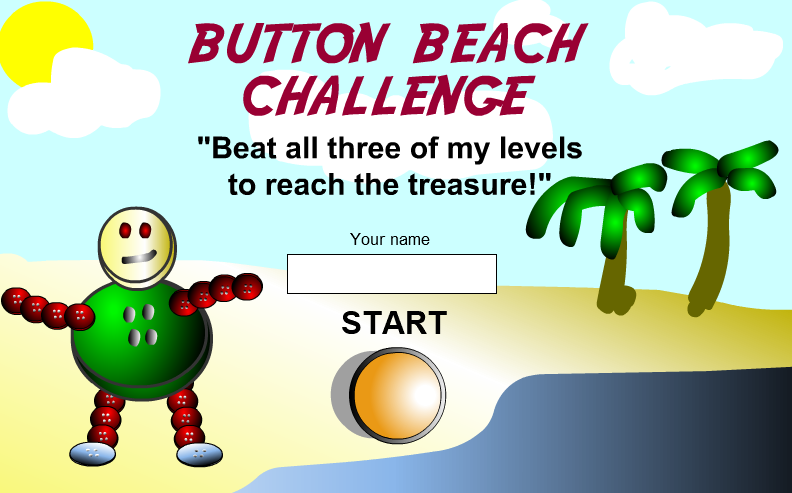 BUTTON BEACH
CHALLENGE
"Beat all three of my levels
to reach the treasure!"
Your name
START